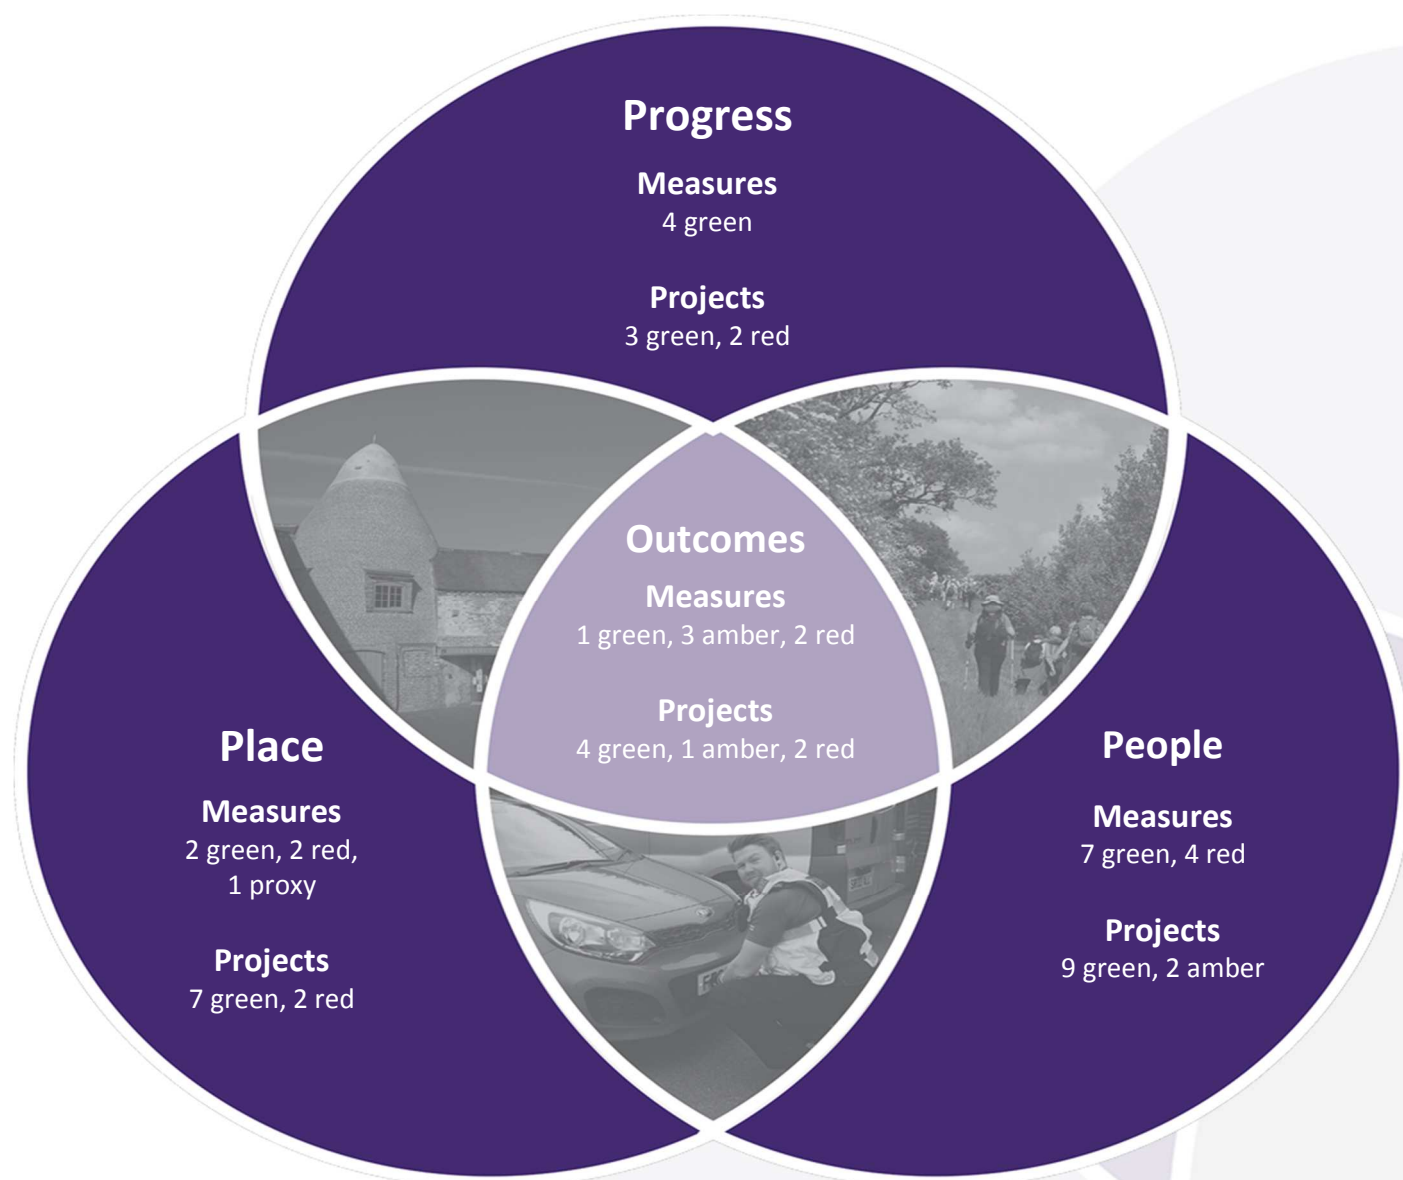 Progress
Measures
4 green
Projects
3 green, 2 red
Outcomes
Measures
1 green, 3 amber, 2 red
Projects
4 green, 1 amber, 2 red
Place
Measures
2 green, 2 red,
1 proxy
Projects
7 green, 2 red
People
Measures
7 green, 4 red
Projects
9 green, 2 amber